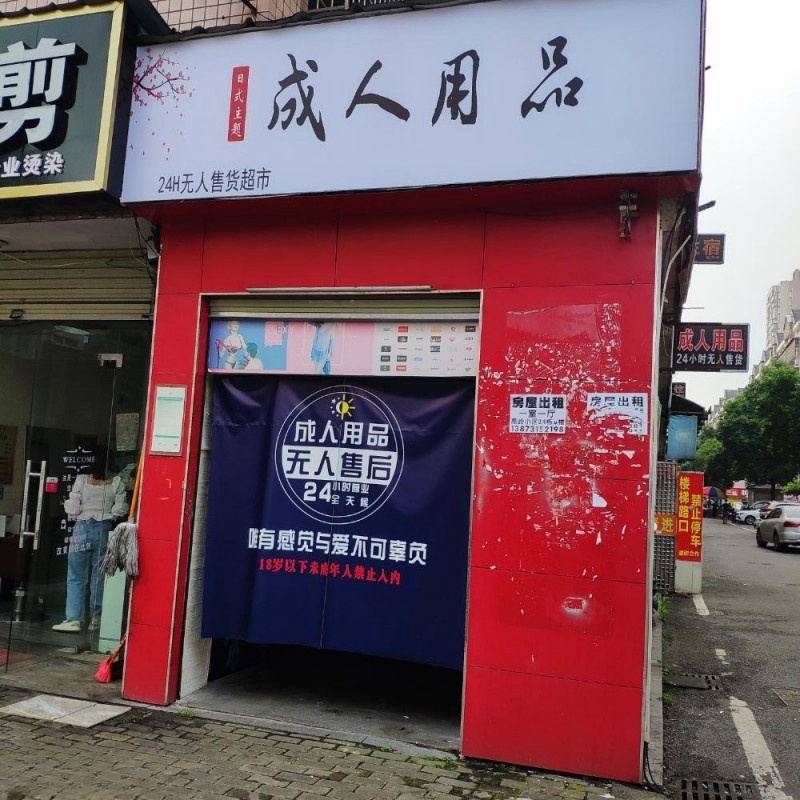 剪
业烫染
日式主题
成人用品
24H无人售货超市
宿
成人用品
24小时无人售货
成人用品
无人售后
24小时营业
全天候
唯有感觉与爱不可辜负
18岁以下未成年人禁止入内
WELCOME
房屋出租
一室一厅
13873152198
房屋出租
进
楼梯路口
禁止停车